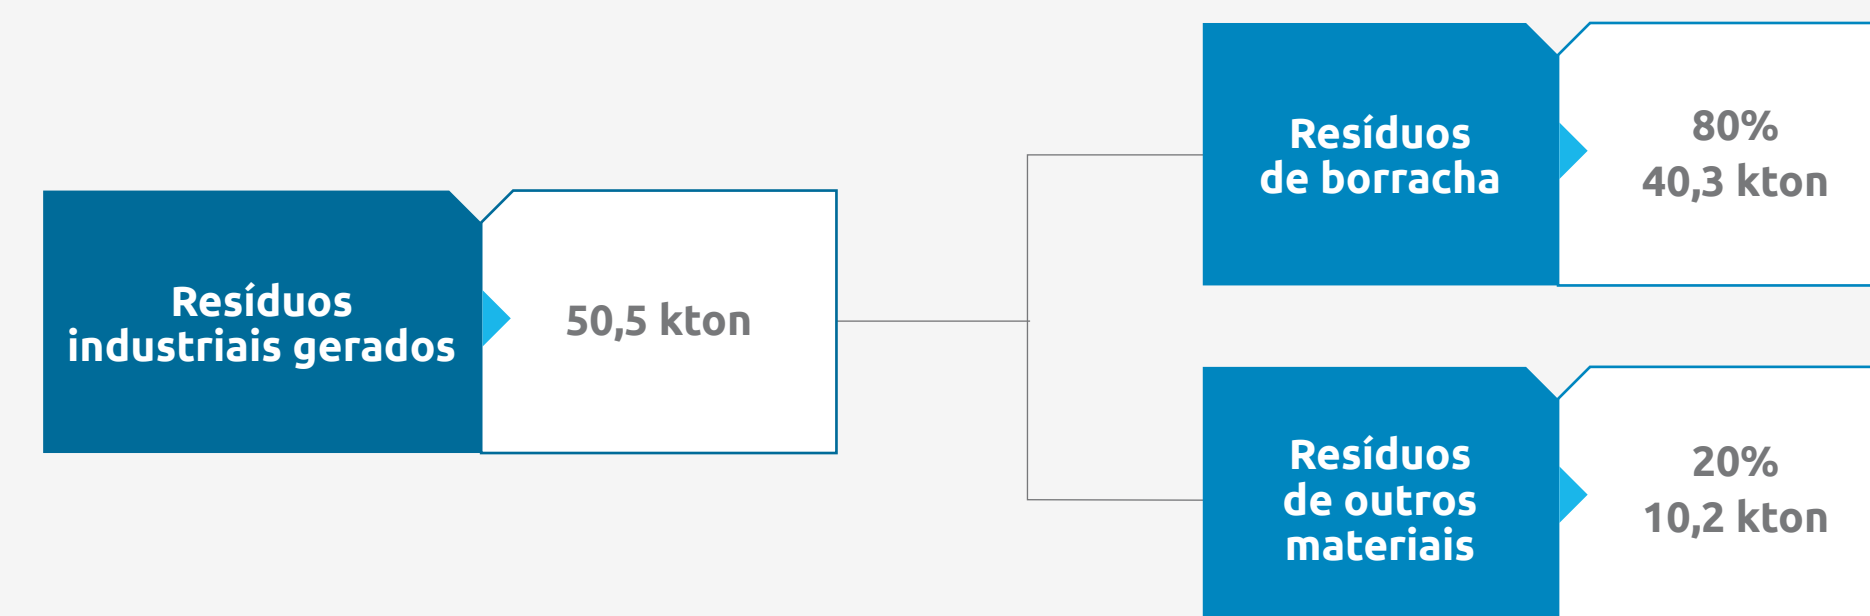 Resíduos
industriais gerados
50,5 kton
Resíduos
de borracha
80%
40,3 kton
Resíduos
de outros
materiais
20%
10,2 kton